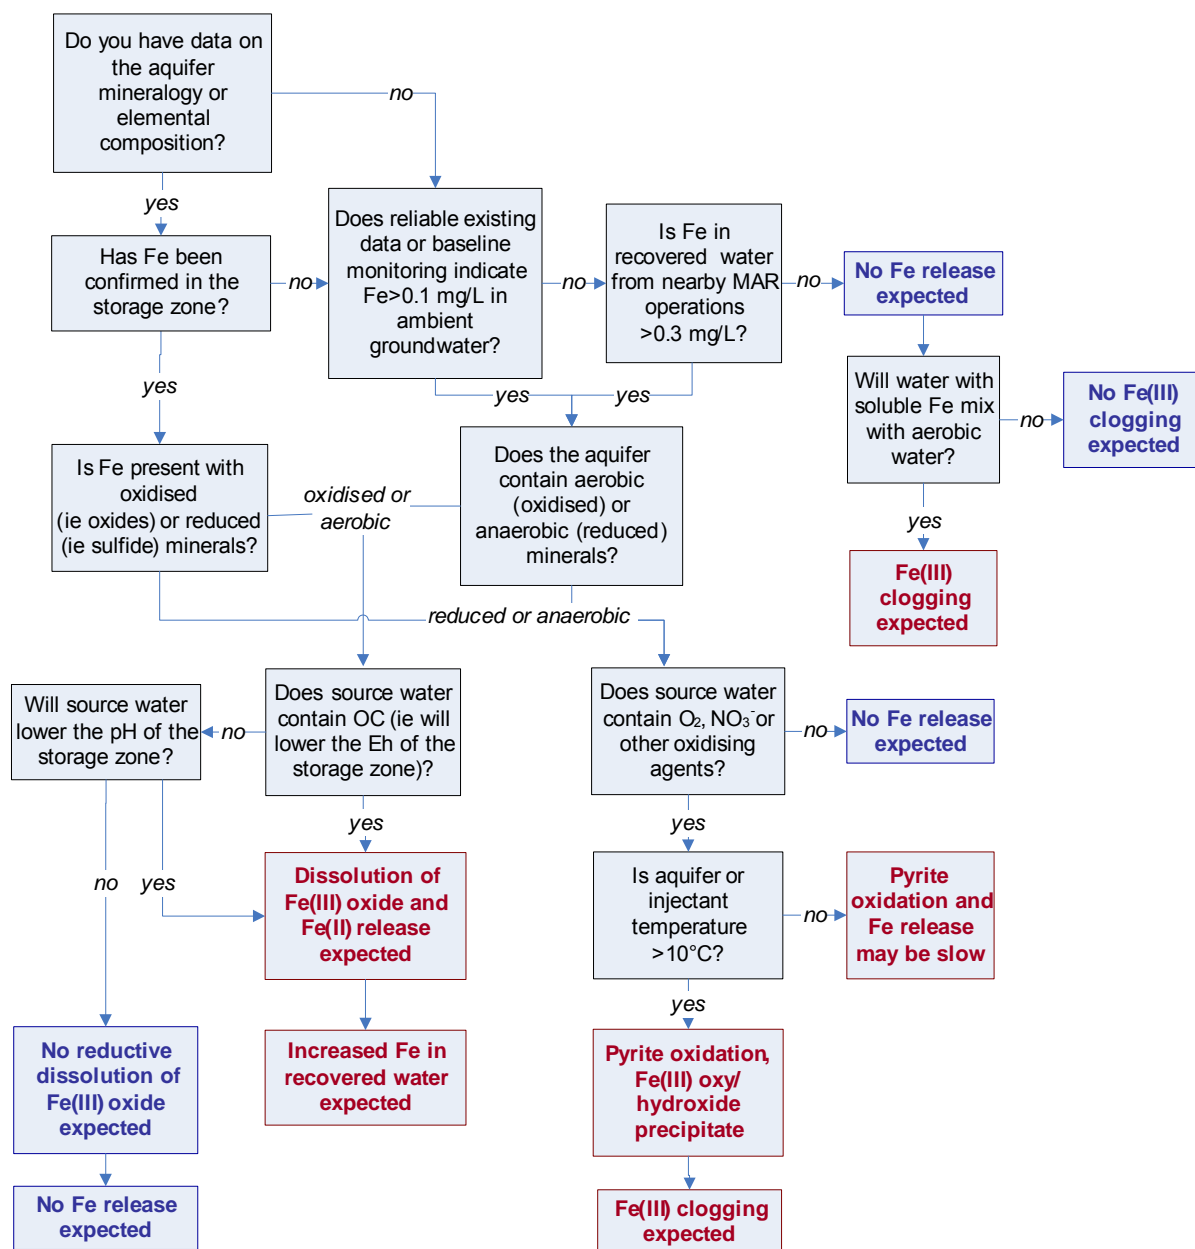 Do you have data on
the aquifer
mineralogy or
elemental
composition?
no
yes
Has Fe been
confirmed in the
storage zone?
no
Does reliable existing
data or baseline
monitoring indicate
Fe>0.1 mg/L in
ambient
groundwater?
no
Is Fe in
recovered water
from nearby MAR
operations
>0.3 mg/L?
no
No Fe release
expected
yes
yes
yes
Will water with
soluble Fe mix
with aerobic
water?
no
No Fe(III)
clogging
expected
yes
Fe(III)
clogging
expected
Is Fe present with
oxidised
(ie oxides) or reduced
(ie sulfide) minerals?
oxidised or
aerobic
Does the aquifer
contain aerobic
(oxidised) or
anaerobic (reduced)
minerals?
reduced or anaerobic
Will source water
lower the pH of the
storage zone?
no
Does source water
contain OC (ie will
lower the Eh of the
storage zone)?
Does source water
contain O₂, NO₃⁻ or
other oxidising
agents?
no
No Fe release
expected
yes
yes
no
yes
Dissolution of
Fe(III) oxide and
Fe(II) release
expected
Is aquifer or
injectant
temperature
>10°C?
no
Pyrite
oxidation and
Fe release
may be slow
yes
No reductive
dissolution of
Fe(III) oxide
expected
Increased Fe in
recovered water
expected
Pyrite oxidation,
Fe(III) oxy/
hydroxide
precipitate
No Fe release
expected
Fe(III) clogging
expected